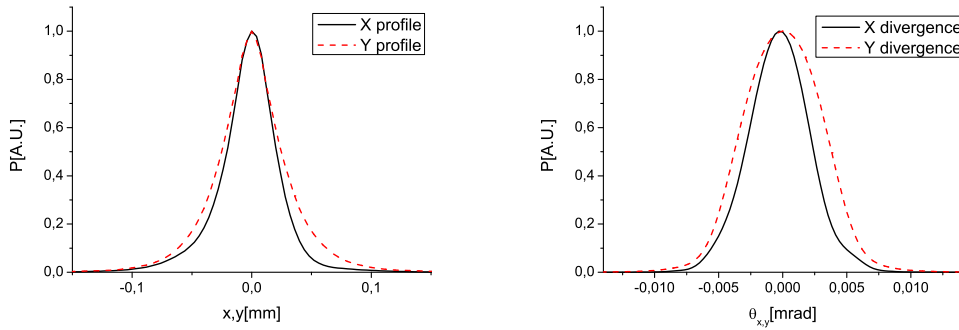 X profile
Y profile
1,0
0,8
0,6
0,4
0,2
0,0
P[A.U.]
-0,1
0,0
0,1
x,y[mm]
X divergence
Y divergence
1,0
0,8
0,6
0,4
0,2
0,0
P[A.U.]
-0,010
-0,005
0,000
0,005
0,010
θx,y[mrad]